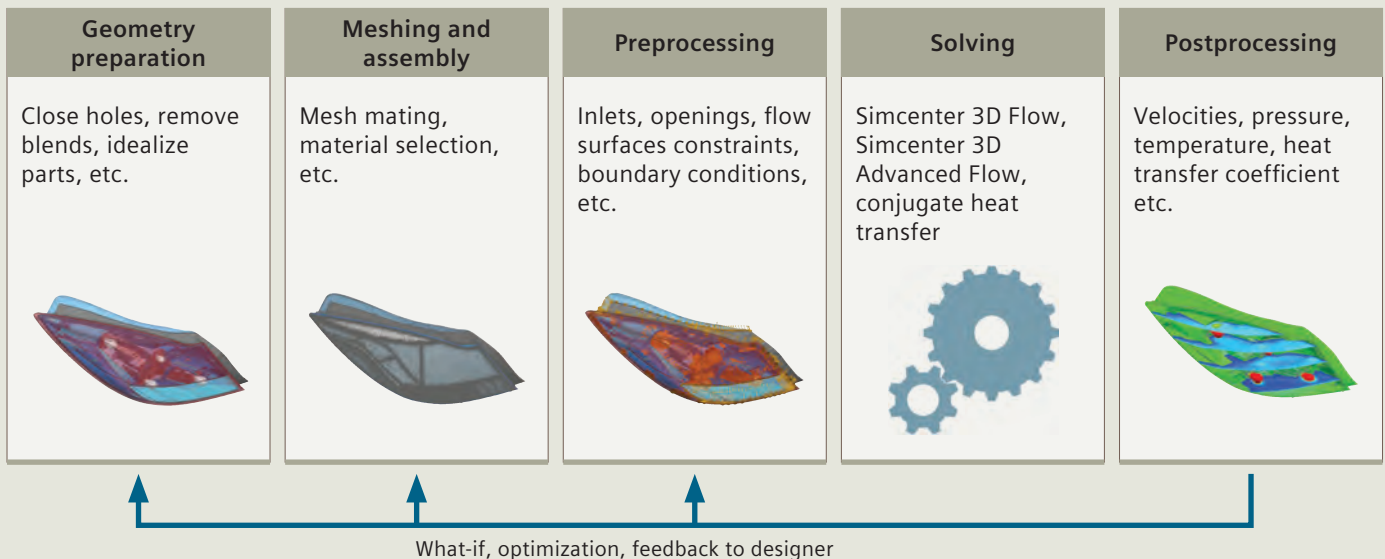 Geometry
preparation
Close holes, remove
blends, idealize
parts, etc.
Meshing and
assembly
Mesh mating,
material selection,
etc.
Preprocessing
Inlets, openings, flow
surfaces constraints,
boundary conditions,
etc.
Solving
Simcenter 3D Flow,
Simcenter 3D
Advanced Flow,
conjugate heat
transfer
Postprocessing
Velocities, pressure,
temperature, heat
transfer coefficient
etc.
What-if, optimization, feedback to designer